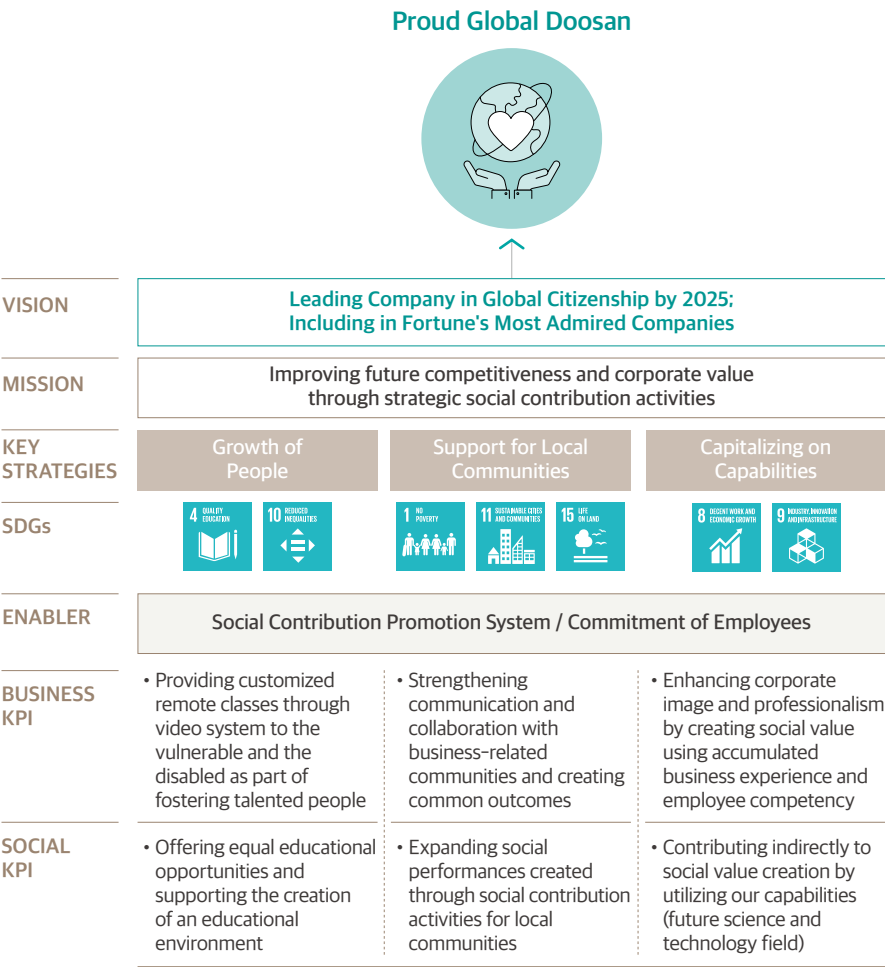 Proud Global Doosan
VISION
Leading Company in Global Citizenship by 2025;
Including in Fortune's Most Admired Companies
MISSION
Improving future competitiveness and corporate value
through strategic social contribution activities
KEY
STRATEGIES
Growth of
People
Support for Local
Communities
Capitalizing on
Capabilities
SDGs
4 QUALITY
EDUCATION
10 REDUCED
INEQUALITIES
1 NO
POVERTY
11 SUSTAINABLE CITIES
AND COMMUNITIES
15 LIFE
ON LAND
8 DECENT WORK AND
ECONOMIC GROWTH
9 INDUSTRY, INNOVATION
AND INFRASTRUCTURE
ENABLER
Social Contribution Promotion System / Commitment of Employees
BUSINESS
KPI
• Providing customized
remote classes through
video system to the
vulnerable and the
disabled as part of
fostering talented people
• Strengthening
communication and
collaboration with
business-related
communities and creating
common outcomes
• Enhancing corporate
image and professionalism
by creating social value
using accumulated
business experience and
employee competency
SOCIAL
KPI
• Offering equal educational
opportunities and
supporting the creation
of an educational
environment
• Expanding social
performances created
through social contribution
activities for local
communities
• Contributing indirectly to
social value creation by
utilizing our capabilities
(future science and
technology field)